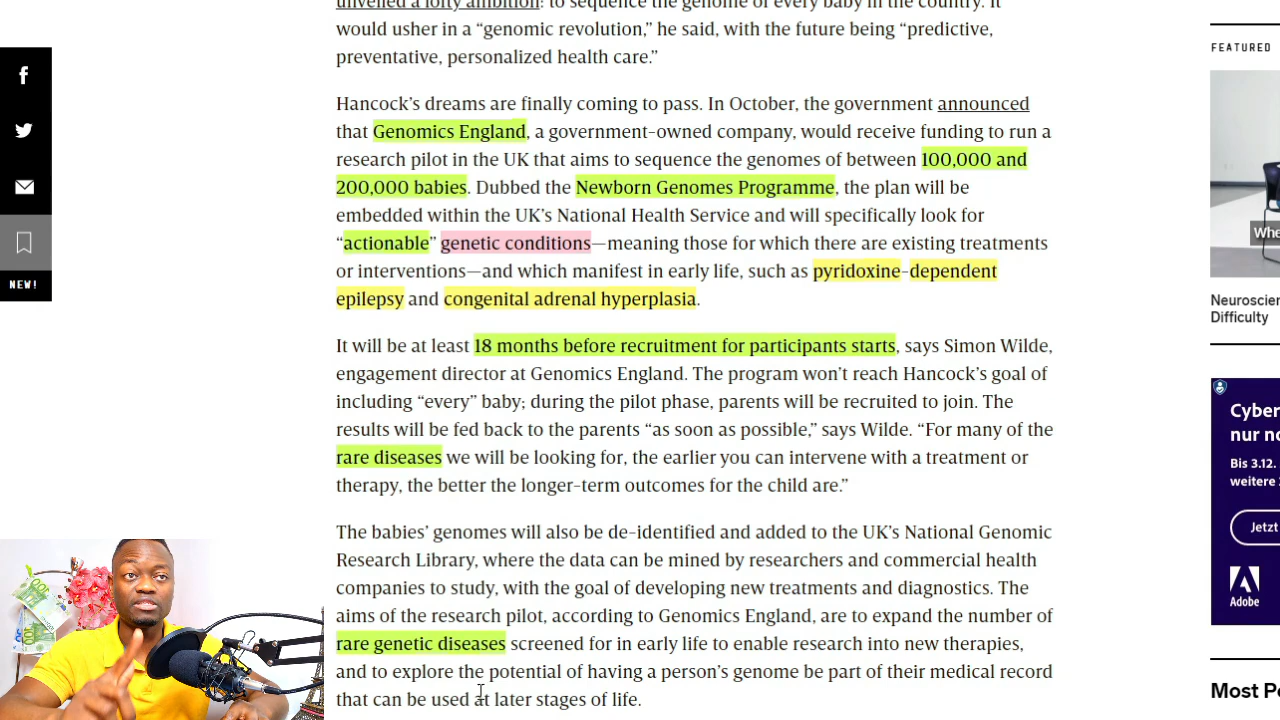 unveiled a lofty ambition: to sequence the genome of every baby in the country. It
would usher in a “genomic revolution,” he said, with the future being “predictive,
preventative, personalized health care.”
Hancock’s dreams are finally coming to pass. In October, the government announced
that Genomics England, a government-owned company, would receive funding to run a
research pilot in the UK that aims to sequence the genomes of between 100,000 and
200,000 babies. Dubbed the Newborn Genomes Programme, the plan will be
embedded within the UK’s National Health Service and will specifically look for
“actionable” genetic conditions—meaning those for which there are existing treatments
or interventions—and which manifest in early life, such as pyridoxine-dependent
epilepsy and congenital adrenal hyperplasia.
It will be at least 18 months before recruitment for participants starts, says Simon Wilde,
engagement director at Genomics England. The program won’t reach Hancock’s goal of
including “every” baby; during the pilot phase, parents will be recruited to join. The
results will be fed back to the parents “as soon as possible,” says Wilde. “For many of the
rare diseases we will be looking for, the earlier you can intervene with a treatment or
therapy, the better the longer-term outcomes for the child are.”
The babies’ genomes will also be de-identified and added to the UK’s National Genomic
Research Library, where the data can be mined by researchers and commercial health
companies to study, with the goal of developing new treatments and diagnostics. The
aims of the research pilot, according to Genomics England, are to expand the number of
rare genetic diseases screened for in early life to enable research into new therapies,
and to explore the potential of having a person’s genome be part of their medical record
that can be used at later stages of life.
NEW!
FEATURED
Whe
Neuroscien
Difficulty
Cyber
nur no
Bis 3.12.
weitere
Jetzt
Adobe
Most Po
100